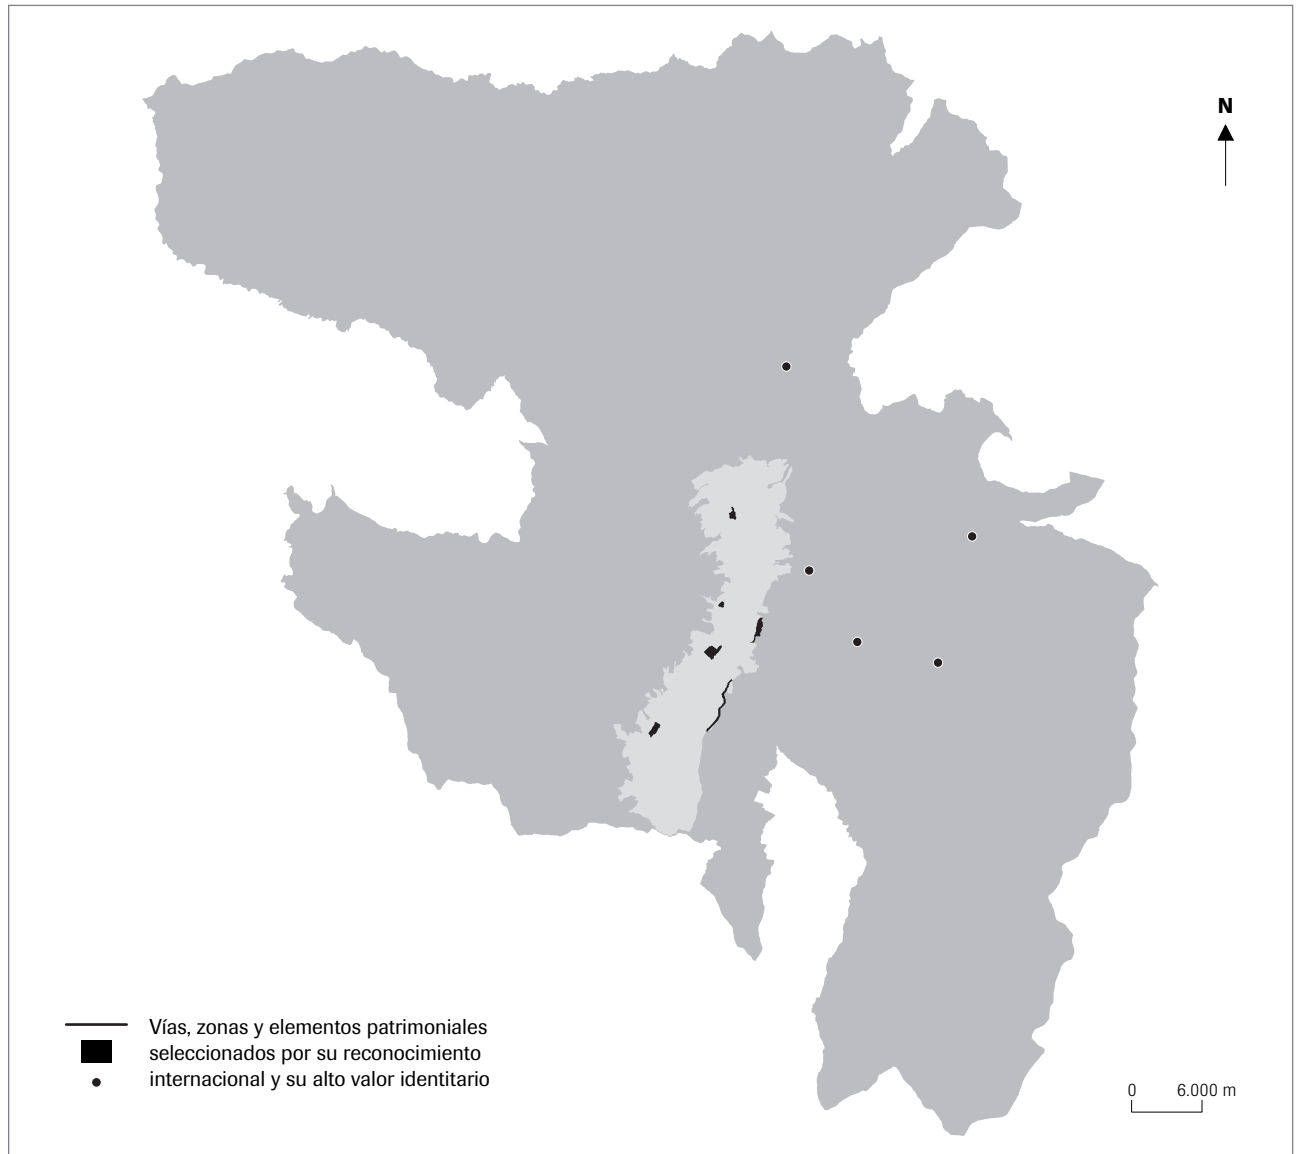 N
Vías, zonas y elementos patrimoniales
seleccionados por su reconocimiento
internacional y su alto valor identitario
0 6.000 m